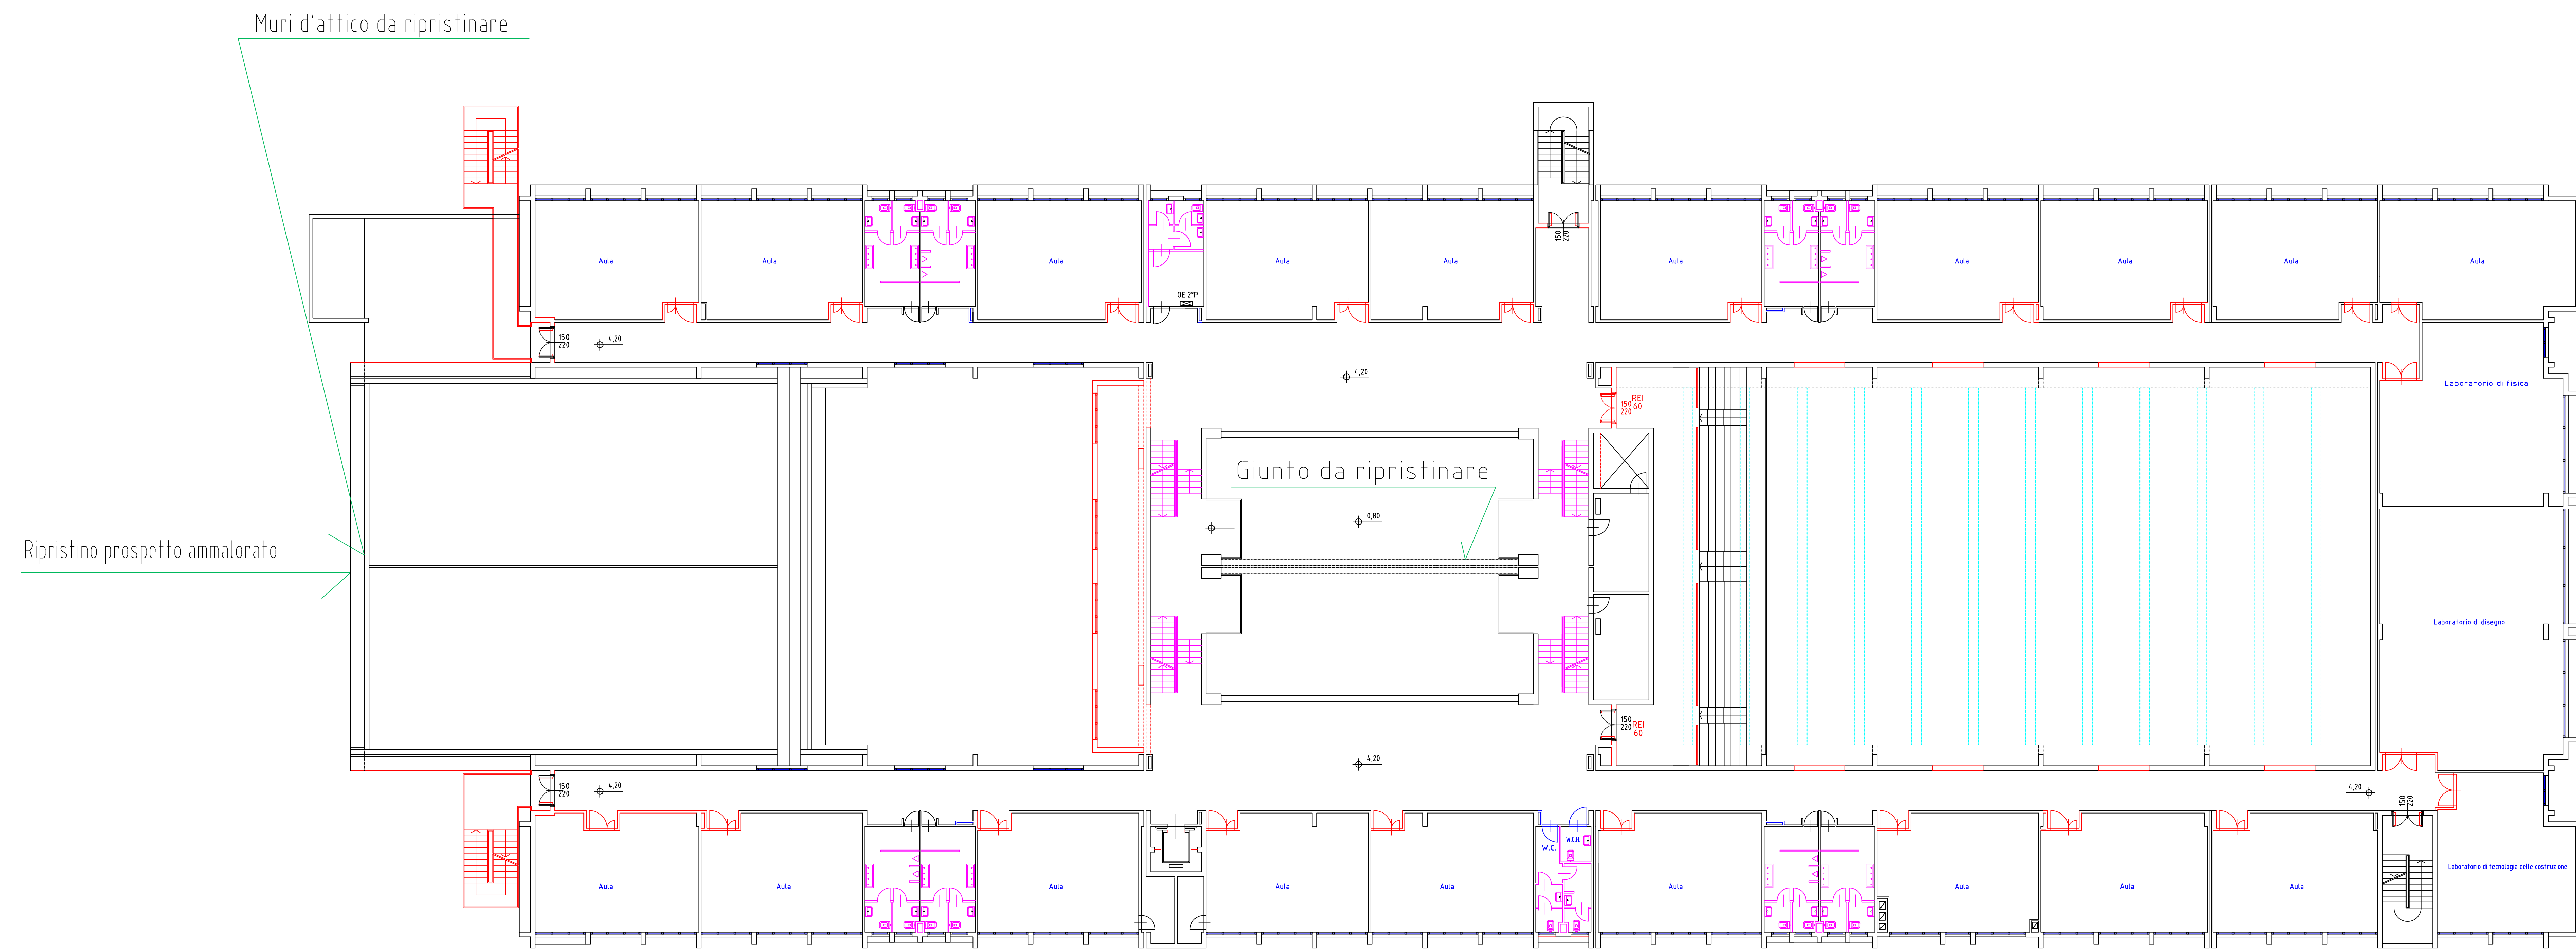 Muri d'attico da ripristinare
Aula
Aula
Aula
QE 2°P
Aula
Aula
150
220
Aula
Aula
Aula
Aula
Aula
150
220
4,20
4,20
Laboratorio di fisica
150
220
REI
60
Giunto da ripristinare
0,80
Ripristino prospetto ammalorato
Laboratorio di disegno
150
220
REI
60
4,20
150
220
4,20
4,20
150
220
W.C.
W.C.H.
Aula
Aula
Aula
Aula
Aula
Aula
Aula
Aula
Aula
Laboratorio di tecnologia delle costruzione